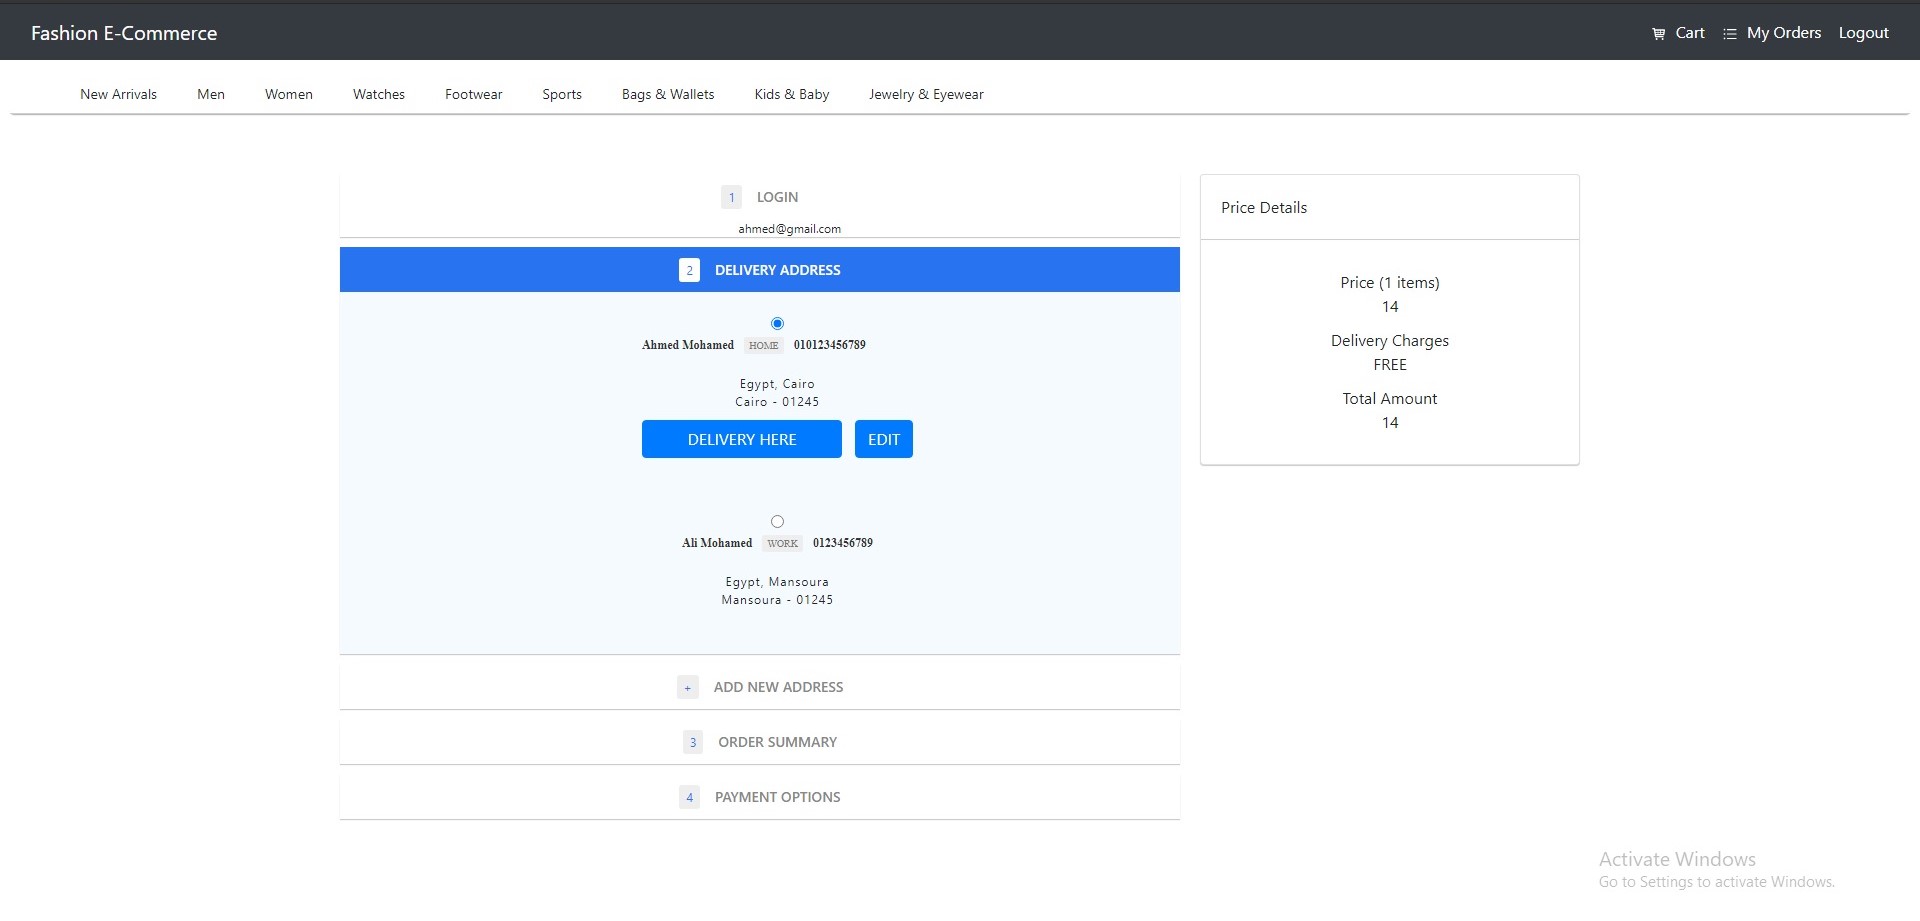 Fashion E-Commerce
Cart My Orders Logout
New Arrivals Men Women Watches Footwear Sports Bags & Wallets Kids & Baby Jewelry & Eyewear
1 LOGIN
ahmed@gmail.com
2 DELIVERY ADDRESS
Ahmed Mohamed HOME 010123456789
Egypt, Cairo
Cairo - 01245
DELIVERY HERE EDIT
Ali Mohamed WORK 0123456789
Egypt, Mansoura
Mansoura - 01245
+ ADD NEW ADDRESS
3 ORDER SUMMARY
4 PAYMENT OPTIONS
Price Details
Price (1 items)
14
Delivery Charges
FREE
Total Amount
14
Activate Windows
Go to Settings to activate Windows.